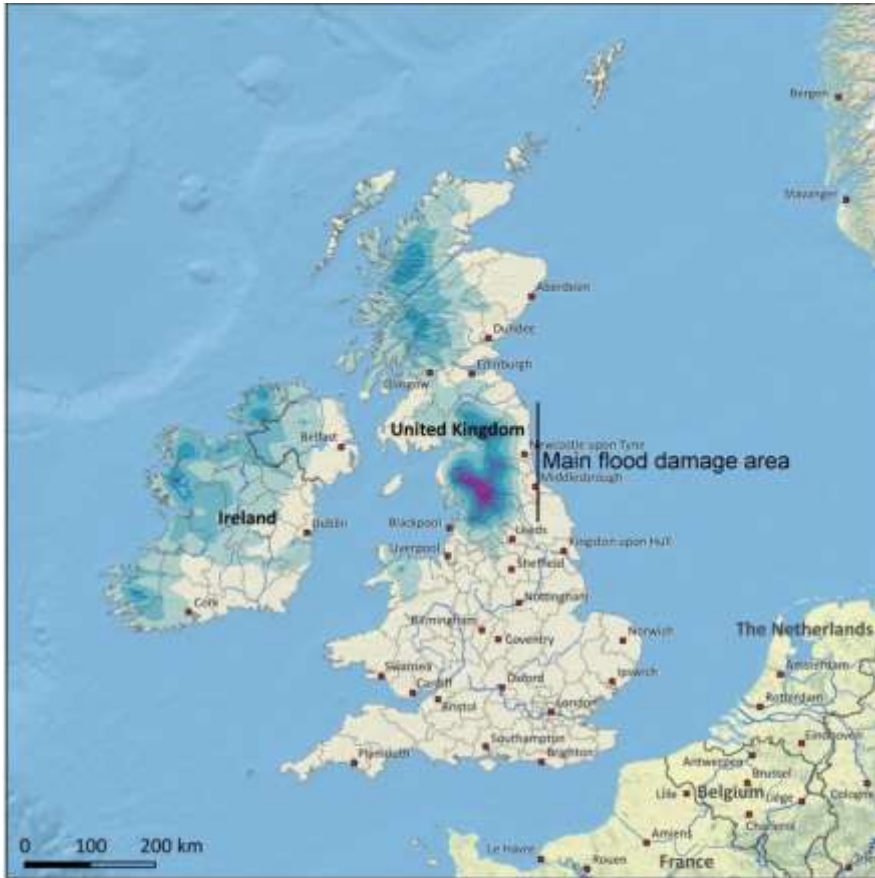 Bergen
Stavanger
Aberdeen
Dundee
Edinburgh
Glasgow
United Kingdom
Belfast
Newcastle upon Tyne
Main flood damage area
Middlesbrough
Ireland
Dublin
Blackpool
Leeds
Kingston upon Hull
Liverpool
Sheffield
Cork
Nottingham
Birmingham
Coventry
Norwich
The Netherlands
Swansea
Cardiff
Oxford
Ipswich
Amsterdam
Bristol
London
Rotterdam
Southampton
Brighton
Eindhoven
Plymouth
Antwerpen
Brussel
Lille
Belgium
Liège
Cologne
Charleroi
Amiens
0 100 200 km
Le Havre
Rouen
France